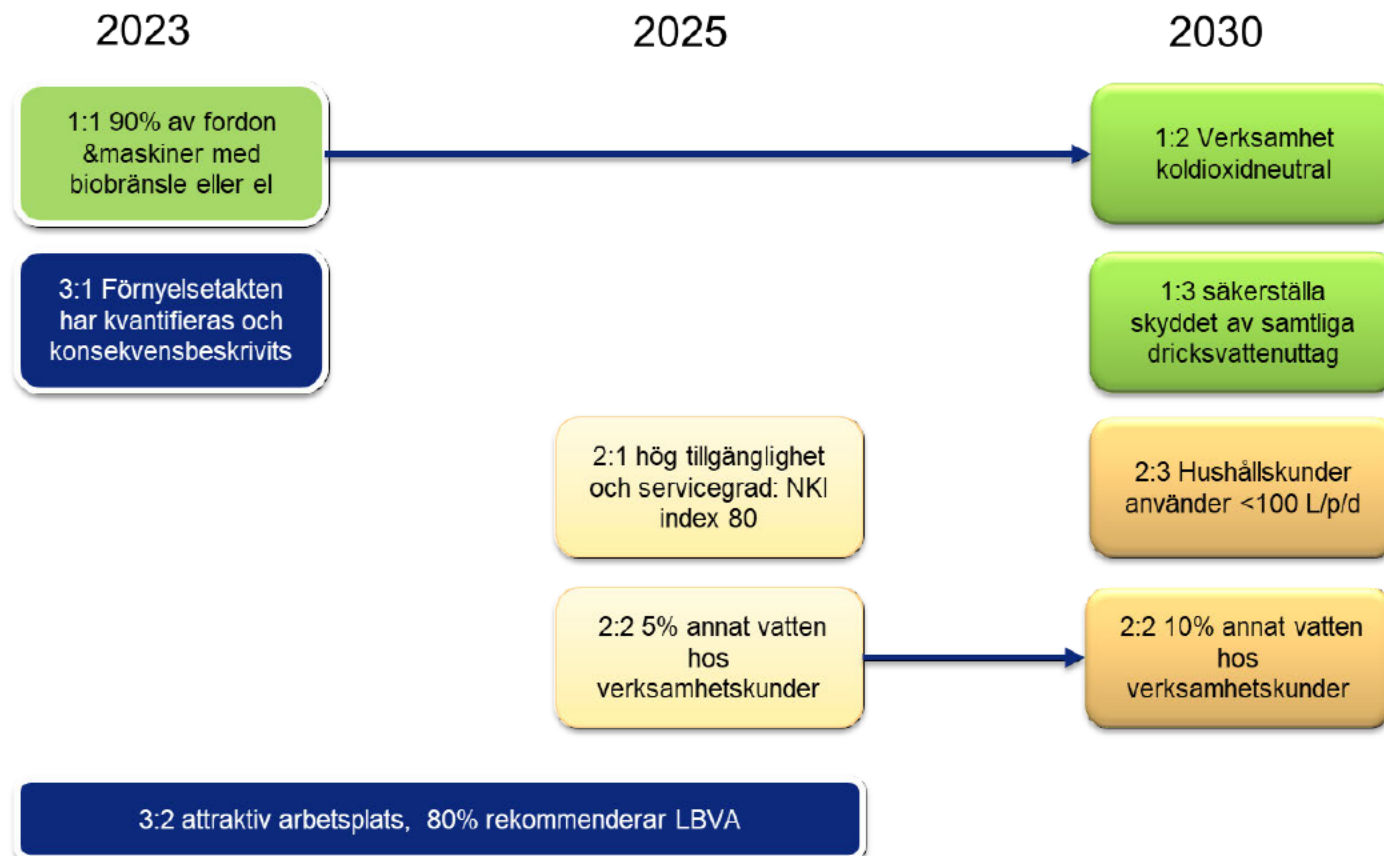 2023
2025
2030
1:1 90% av fordon
&maskiner med
biobränsle eller el
1:2 Verksamhet
koldioxidneutral
3:1 Förnyelsetakten
har kvantifieras och
konsekvensbeskrivits
1:3 säkerställa
skyddet av samtliga
dricksvattenuttag
2:1 hög tillgänglighet
och servicegrad: NKI
index 80
2:3 Hushållskunder
använder <100 L/p/d
2:2 5% annat vatten
hos
verksamhetskunder
2:2 10% annat vatten
hos
verksamhetskunder
3:2 attraktiv arbetsplats, 80% rekommenderar LBVA